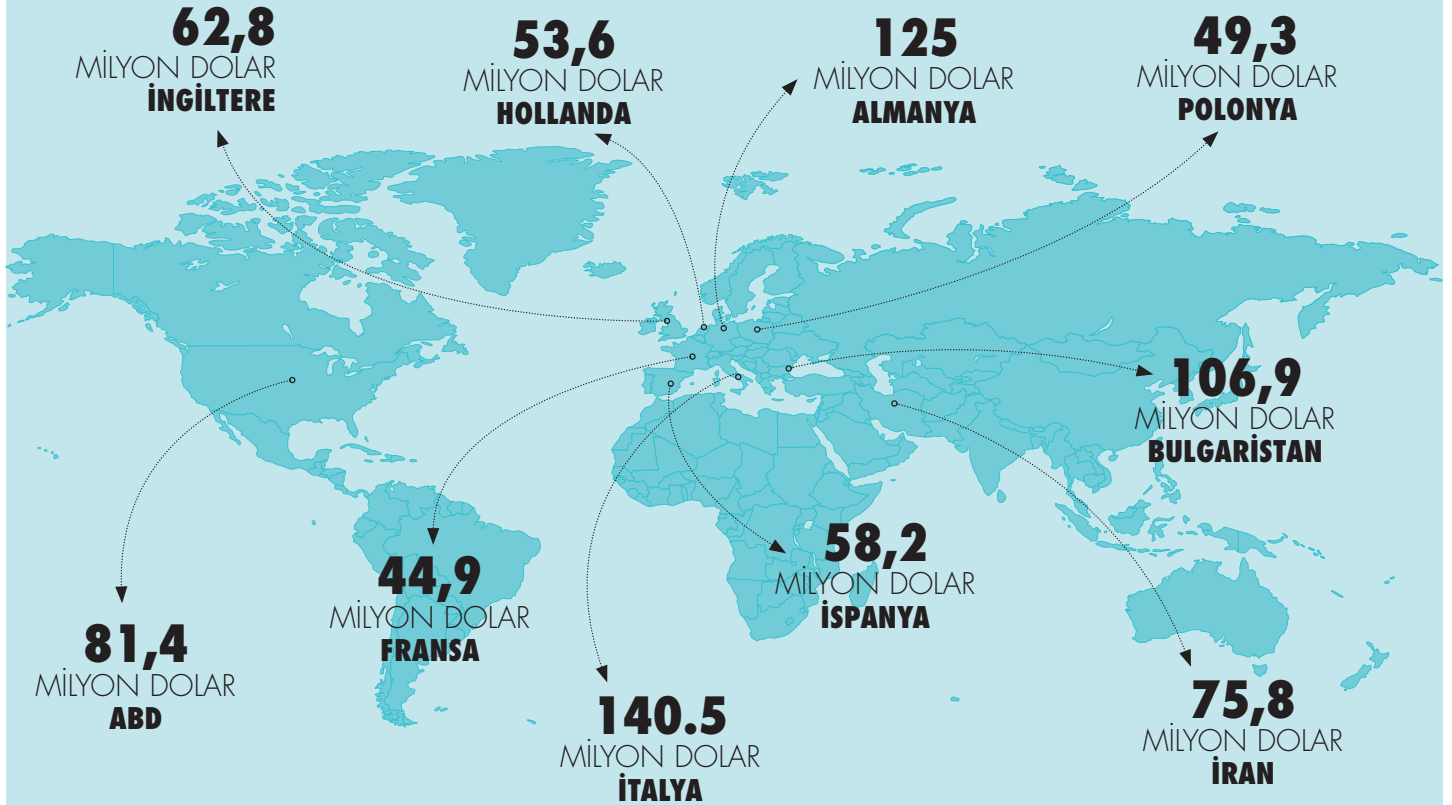 62,8
MİLYON DOLAR
İNGİLTERE
53,6
MİLYON DOLAR
HOLLANDA
125
MİLYON DOLAR
ALMANYA
49,3
MİLYON DOLAR
POLONYA
106,9
MİLYON DOLAR
BULGARİSTAN
58,2
MİLYON DOLAR
İSPANYA
44,9
MİLYON DOLAR
FRANSA
81,4
MİLYON DOLAR
ABD
140.5
MİLYON DOLAR
İTALYA
75,8
MİLYON DOLAR
İRAN